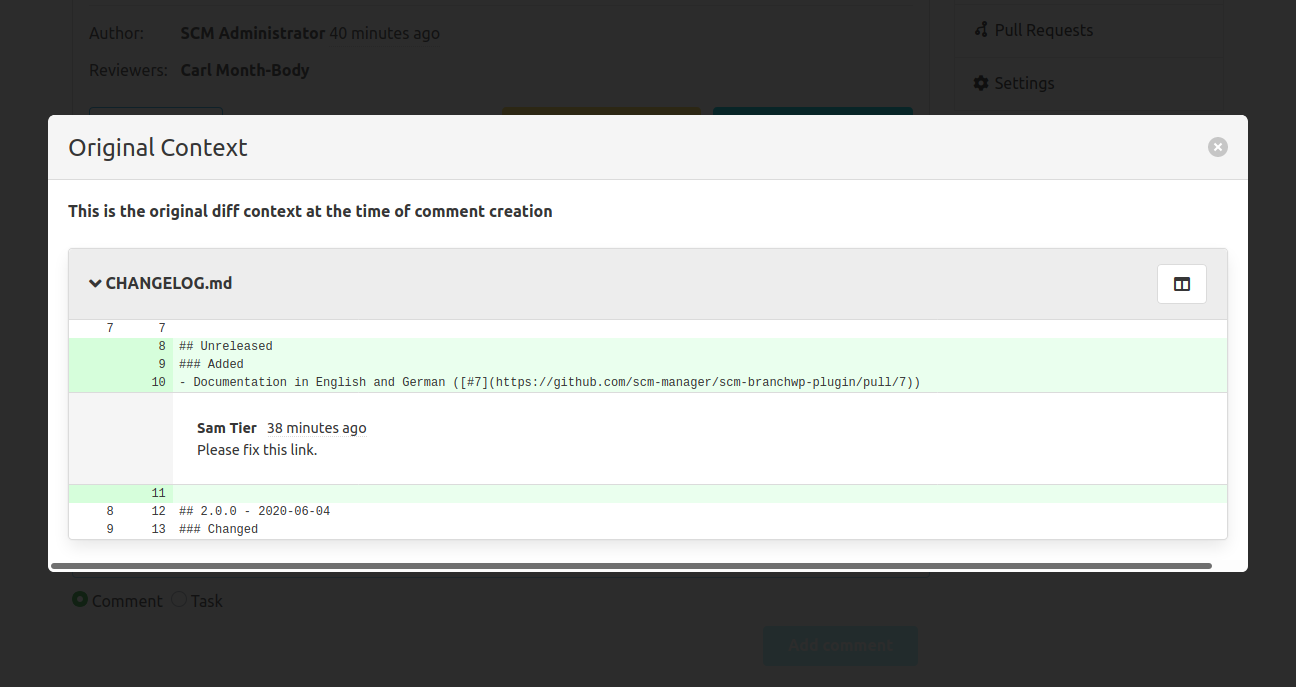 Author: SCM Administrator 40 minutes ago
Pull Requests
Reviewers: Carl Month-Body
Settings
Original Context
This is the original diff context at the time of comment creation
CHANGELOG.md
7 7
8 ## Unreleased
9 ### Added
10 - Documentation in English and German ([#7](https://github.com/scm-manager/scm-branchwp-plugin/pull/7))
Sam Tier 38 minutes ago
Please fix this link.
11
8 12 ## 2.0.0 - 2020-06-04
9 13 ### Changed
Comment Task
Add comment